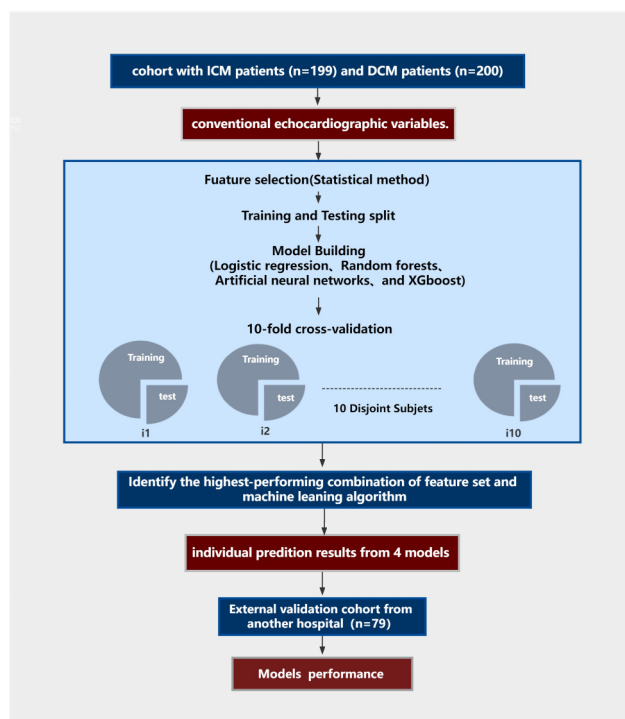 cohort with ICM patients (n=199) and DCM patients (n=200)
conventional echocardiographic variables.
Fuature selection(Statistical method)
Training and Testing split
Model Building
(Logistic regression、Random forests、
Artificial neural networks、and XGboost)
10-fold cross-validation
Training
test
i1
Training
test
i2
10 Disjoint Subjets
Training
test
i10
Identify the highest-performing combination of feature set and
machine leaning algorithm
individual predition results from 4 models
External validation cohort from
another hospital (n=79)
Models performance